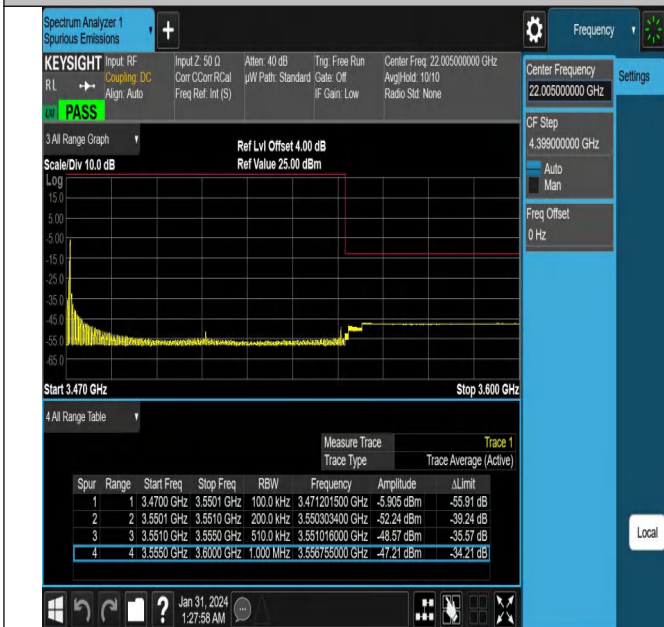 Spectrum Analyzer 1
Spurious Emissions
Frequency
KEYSIGHT Input: RF Input Z: 50 Ω Atten: 40 dB Trig: Free Run Center Freq: 22.005000000 GHz
RL Coupling: DC Corr CCorr RCal µW Path: Standard Gate: Off Avg|Hold: 10/10
Align: Auto Freq Ref: Int (S) IF Gain: Low Radio Std: None
PASS
Center Frequency
22.005000000 GHz
Settings
CF Step
4.399000000 GHz
Auto
Man
Freq Offset
0 Hz
3 All Range Graph
Ref Lvl Offset 4.00 dB
Scale/Div 10.0 dB Ref Value 25.00 dBm
Log
15.0
5.00
-5.00
-15.0
-25.0
-35.0
-45.0
-55.0
-65.0
Start 3.470 GHz Stop 3.600 GHz
4 All Range Table
Measure Trace Trace 1
Trace Type Trace Average (Active)
Spur Range Start Freq Stop Freq RBW Frequency Amplitude ΔLimit
1 1 3.4700 GHz 3.5501 GHz 100.0 kHz 3.471201500 GHz -5.905 dBm -55.91 dB
2 2 3.5501 GHz 3.5510 GHz 200.0 kHz 3.550303400 GHz -52.24 dBm -39.24 dB
3 3 3.5510 GHz 3.5550 GHz 510.0 kHz 3.551016000 GHz -48.57 dBm -35.57 dB
4 4 3.5550 GHz 3.6000 GHz 1.000 MHz 3.556755000 GHz -47.21 dBm -34.21 dB
Local
Jan 31, 2024
1:27:58 AM